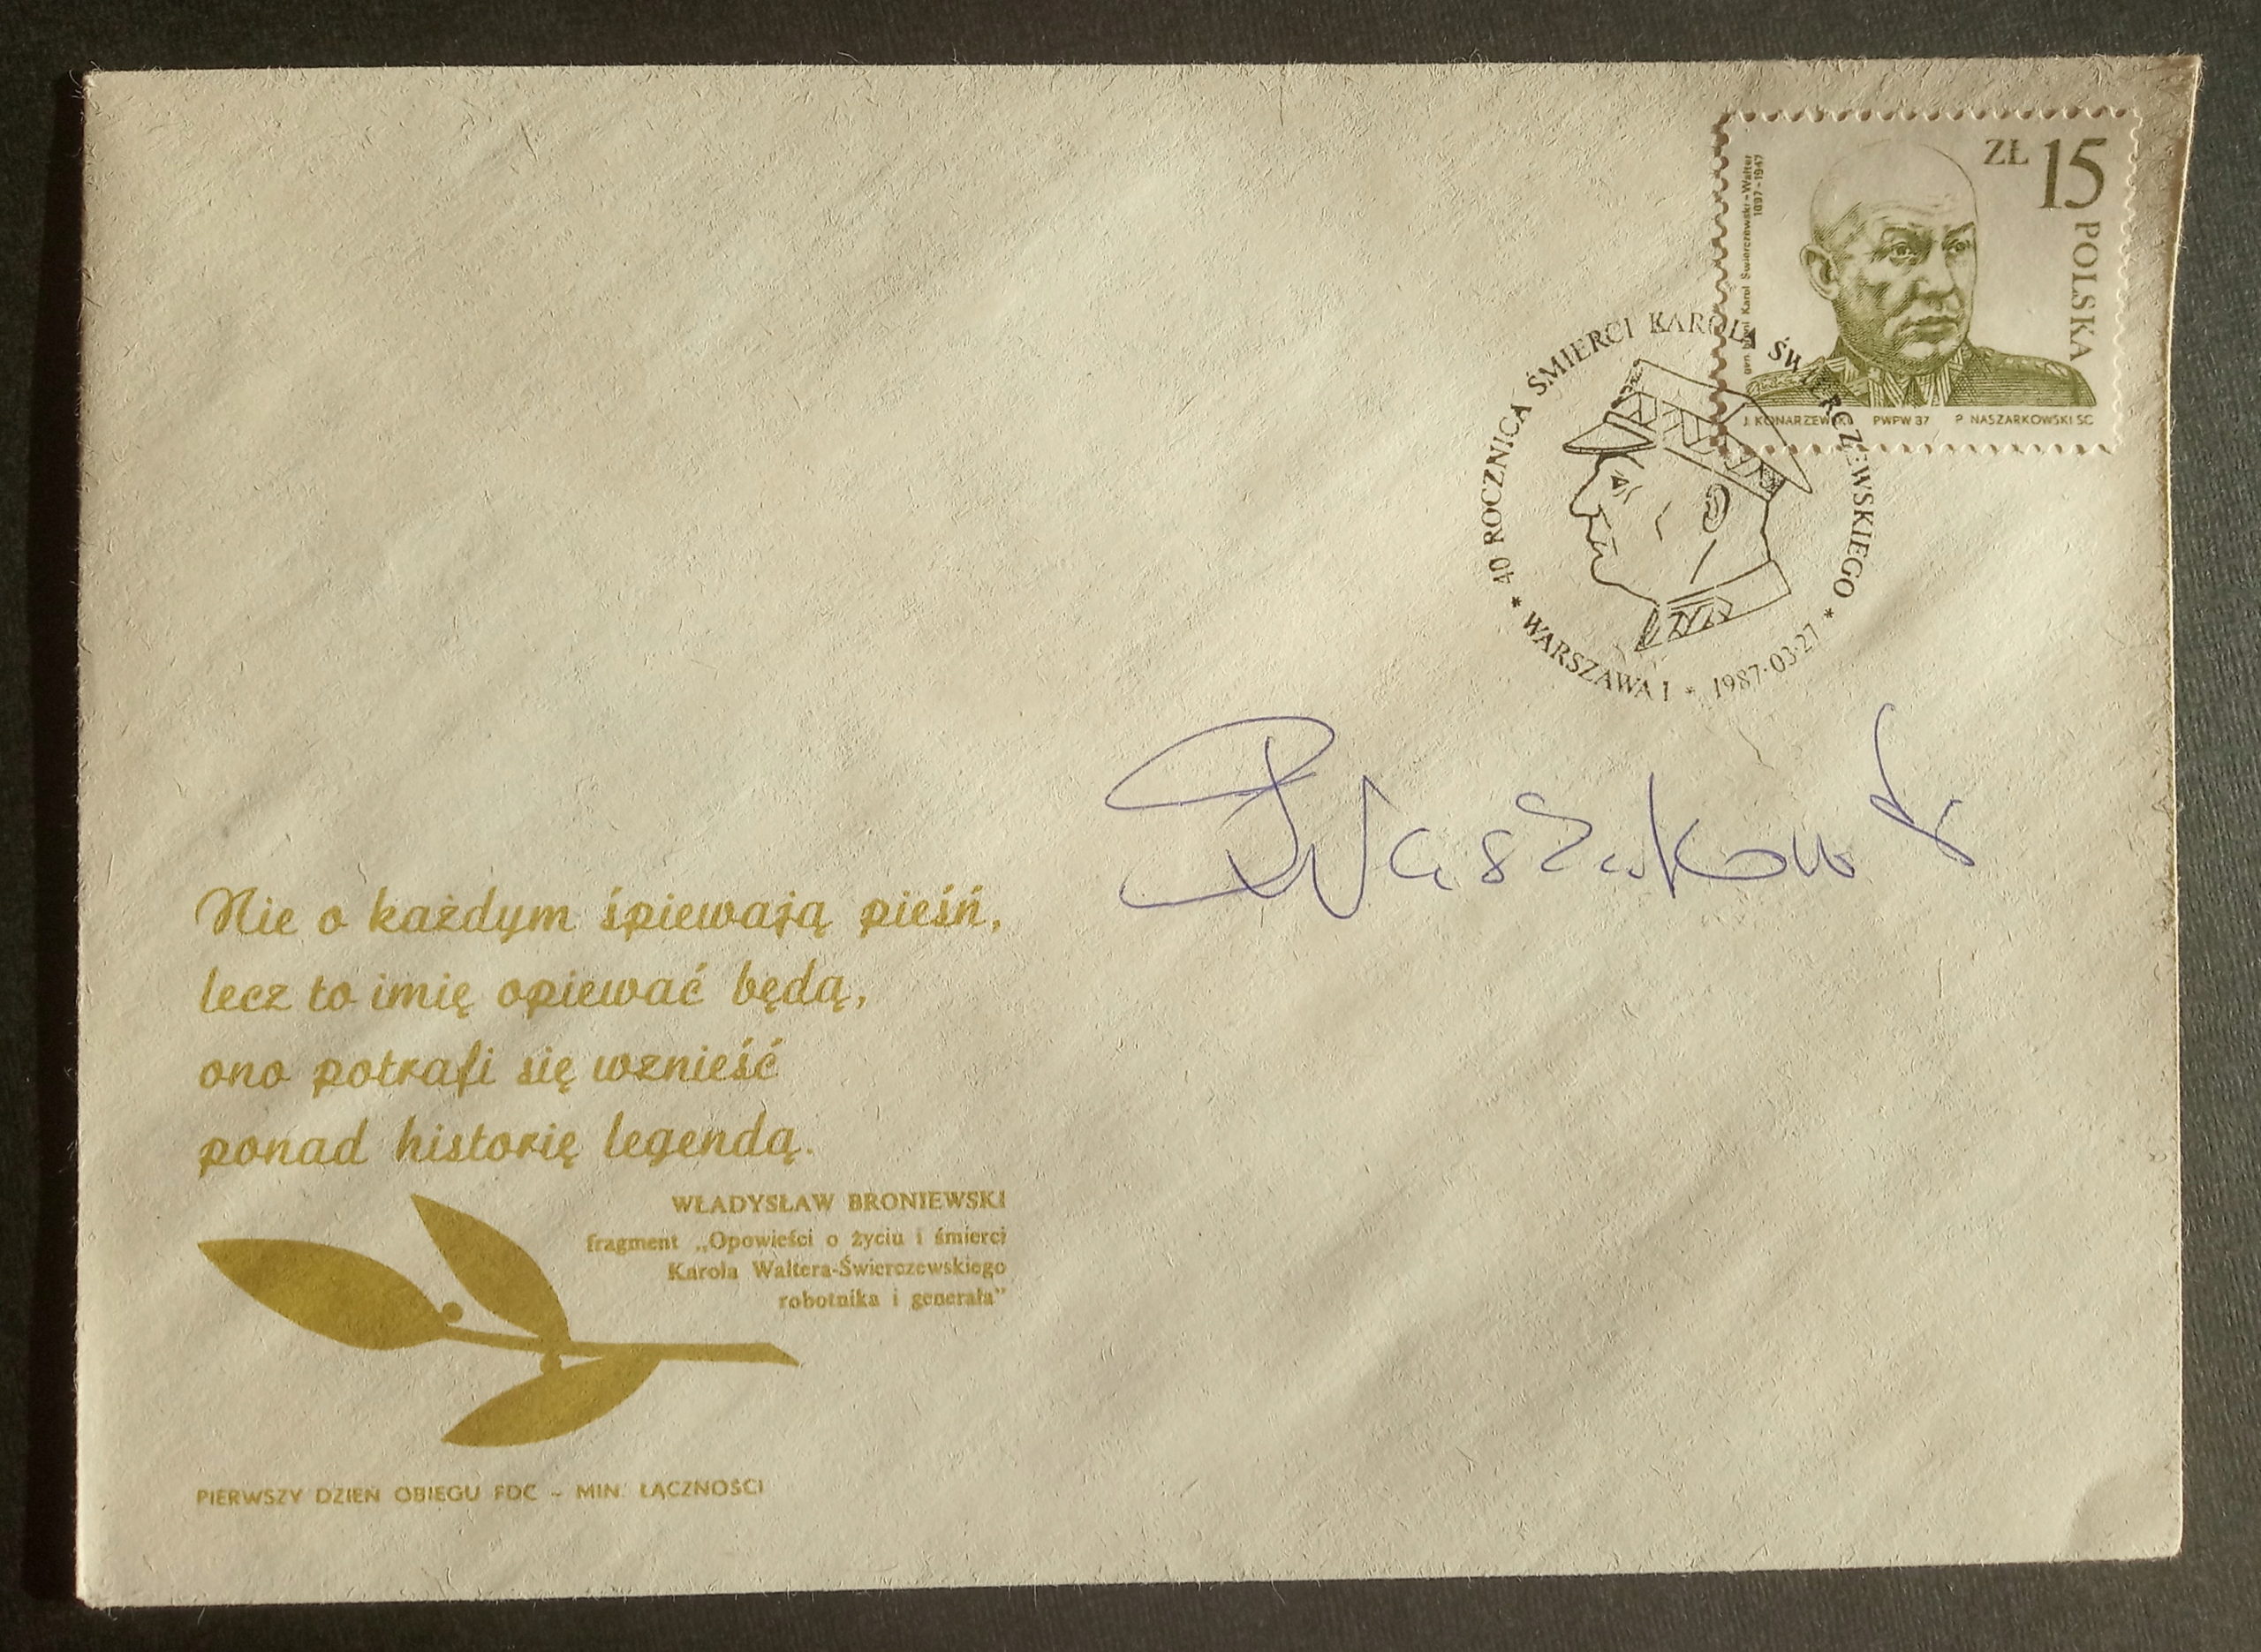 ZŁ 15
POLSKA
gen. broni Karol Świerczewski-Walter
1897-1947
J. KONARZEWSKI PWPW 87 P. NASZARKOWSKI SC
40 ROCZNICA ŚMIERCI KAROLA ŚWIERCZEWSKIEGO
* WARSZAWA 1 * 1987·03·27 *
Nie o każdym śpiewają pieśń,
lecz to imię opiewać będą,
ono potrafi się wznieść
ponad historię legendą.
WŁADYSŁAW BRONIEWSKI
fragment „Opowieści o życiu i śmierci
Karola Waltera-Świerczewskiego
robotnika i generała”
PIERWSZY DZIEŃ OBIEGU FDC – MIN. ŁĄCZNOŚCI